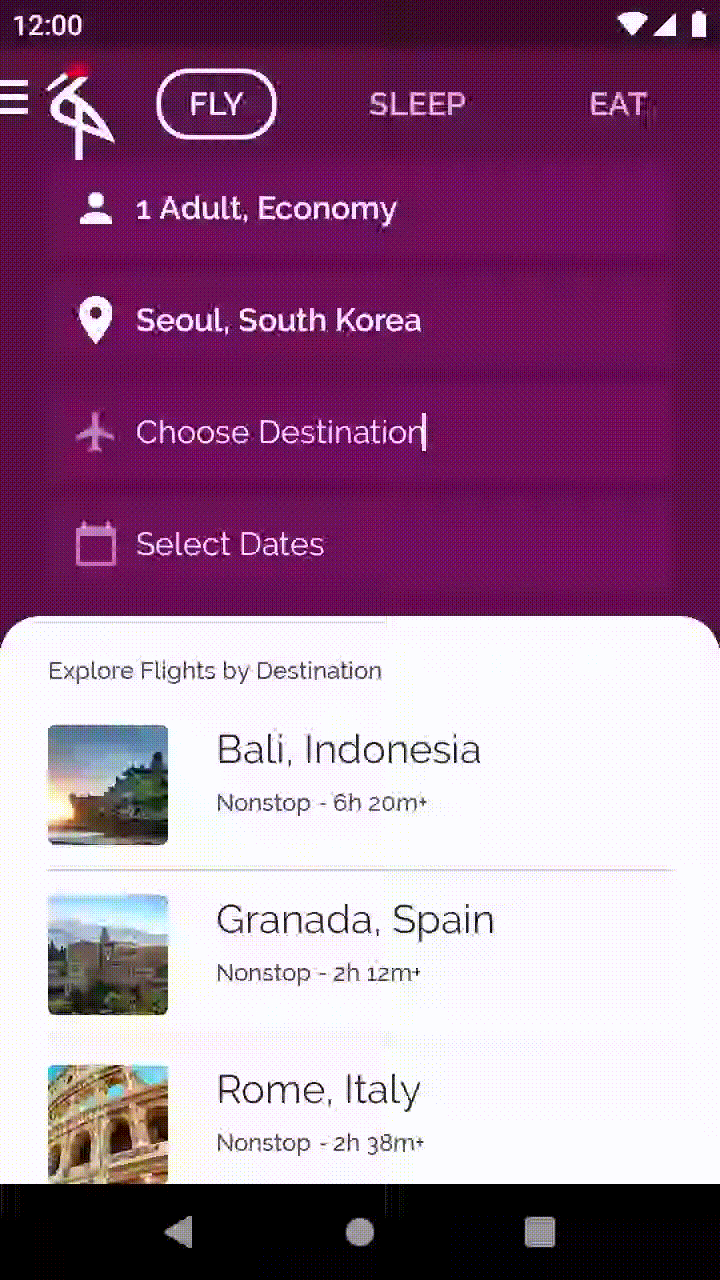 12:00
FLY
SLEEP
EAT
1 Adult, Economy
Seoul, South Korea
Choose Destination
Select Dates
Explore Flights by Destination
Bali, Indonesia
Nonstop - 6h 20m+
Granada, Spain
Nonstop - 2h 12m+
Rome, Italy
Nonstop - 2h 38m+